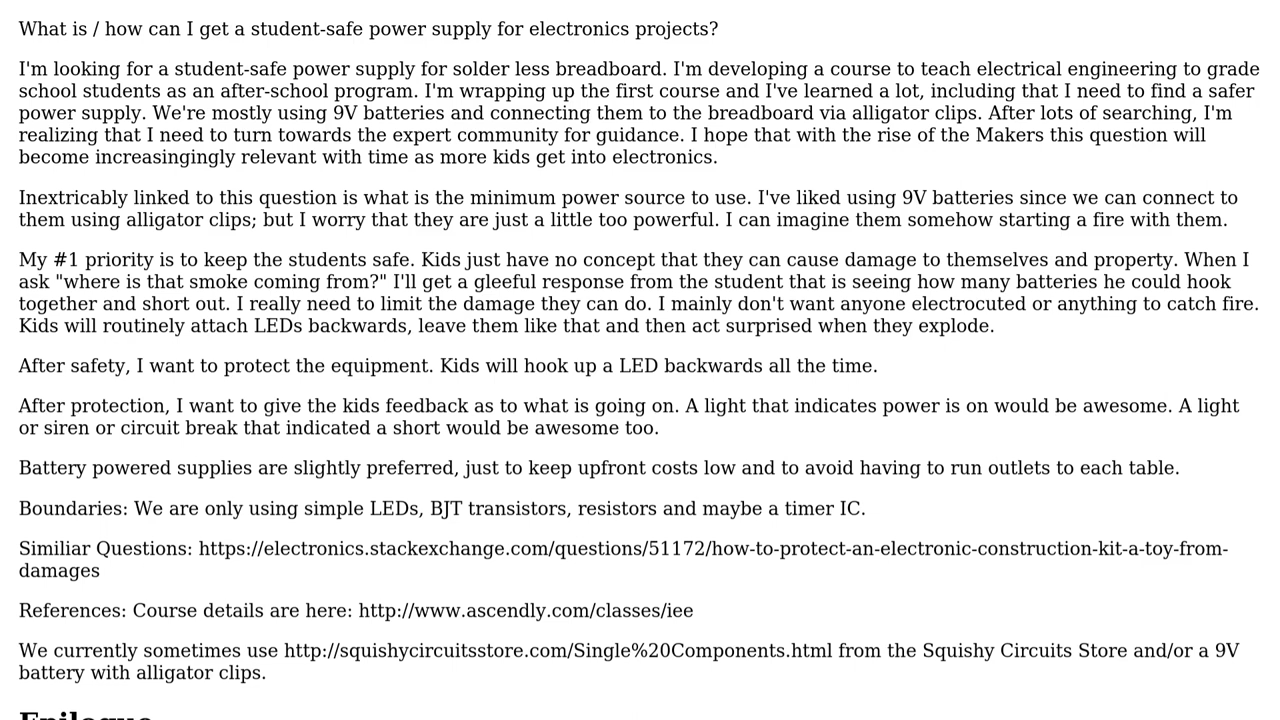 What is / how can I get a student-safe power supply for electronics projects?
I'm looking for a student-safe power supply for solder less breadboard. I'm developing a course to teach electrical engineering to grade
school students as an after-school program. I'm wrapping up the first course and I've learned a lot, including that I need to find a safer
power supply. We're mostly using 9V batteries and connecting them to the breadboard via alligator clips. After lots of searching, I'm
realizing that I need to turn towards the expert community for guidance. I hope that with the rise of the Makers this question will
become increasingingly relevant with time as more kids get into electronics.
Inextricably linked to this question is what is the minimum power source to use. I've liked using 9V batteries since we can connect to
them using alligator clips; but I worry that they are just a little too powerful. I can imagine them somehow starting a fire with them.
My #1 priority is to keep the students safe. Kids just have no concept that they can cause damage to themselves and property. When I
ask "where is that smoke coming from?" I'll get a gleeful response from the student that is seeing how many batteries he could hook
together and short out. I really need to limit the damage they can do. I mainly don't want anyone electrocuted or anything to catch fire.
Kids will routinely attach LEDs backwards, leave them like that and then act surprised when they explode.
After safety, I want to protect the equipment. Kids will hook up a LED backwards all the time.
After protection, I want to give the kids feedback as to what is going on. A light that indicates power is on would be awesome. A light
or siren or circuit break that indicated a short would be awesome too.
Battery powered supplies are slightly preferred, just to keep upfront costs low and to avoid having to run outlets to each table.
Boundaries: We are only using simple LEDs, BJT transistors, resistors and maybe a timer IC.
Similiar Questions: https://electronics.stackexchange.com/questions/51172/how-to-protect-an-electronic-construction-kit-a-toy-from-
damages
References: Course details are here: http://www.ascendly.com/classes/iee
We currently sometimes use http://squishycircuitsstore.com/Single%20Components.html from the Squishy Circuits Store and/or a 9V
battery with alligator clips.
Epilogue